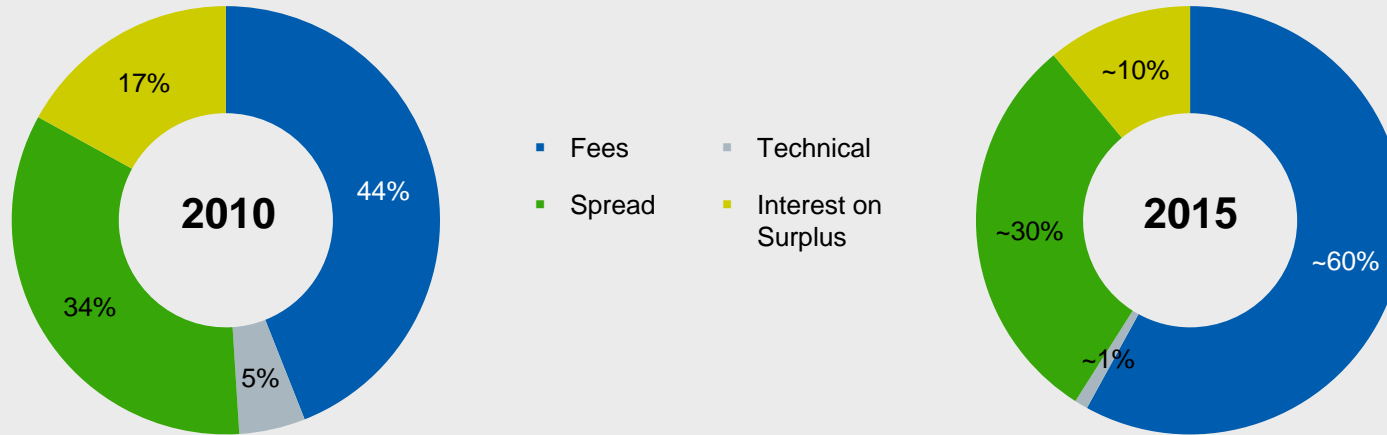 17%
44%
2010
34%
5%
Fees
Technical
Spread
Interest on
Surplus
~10%
~30%
2015
~60%
~1%